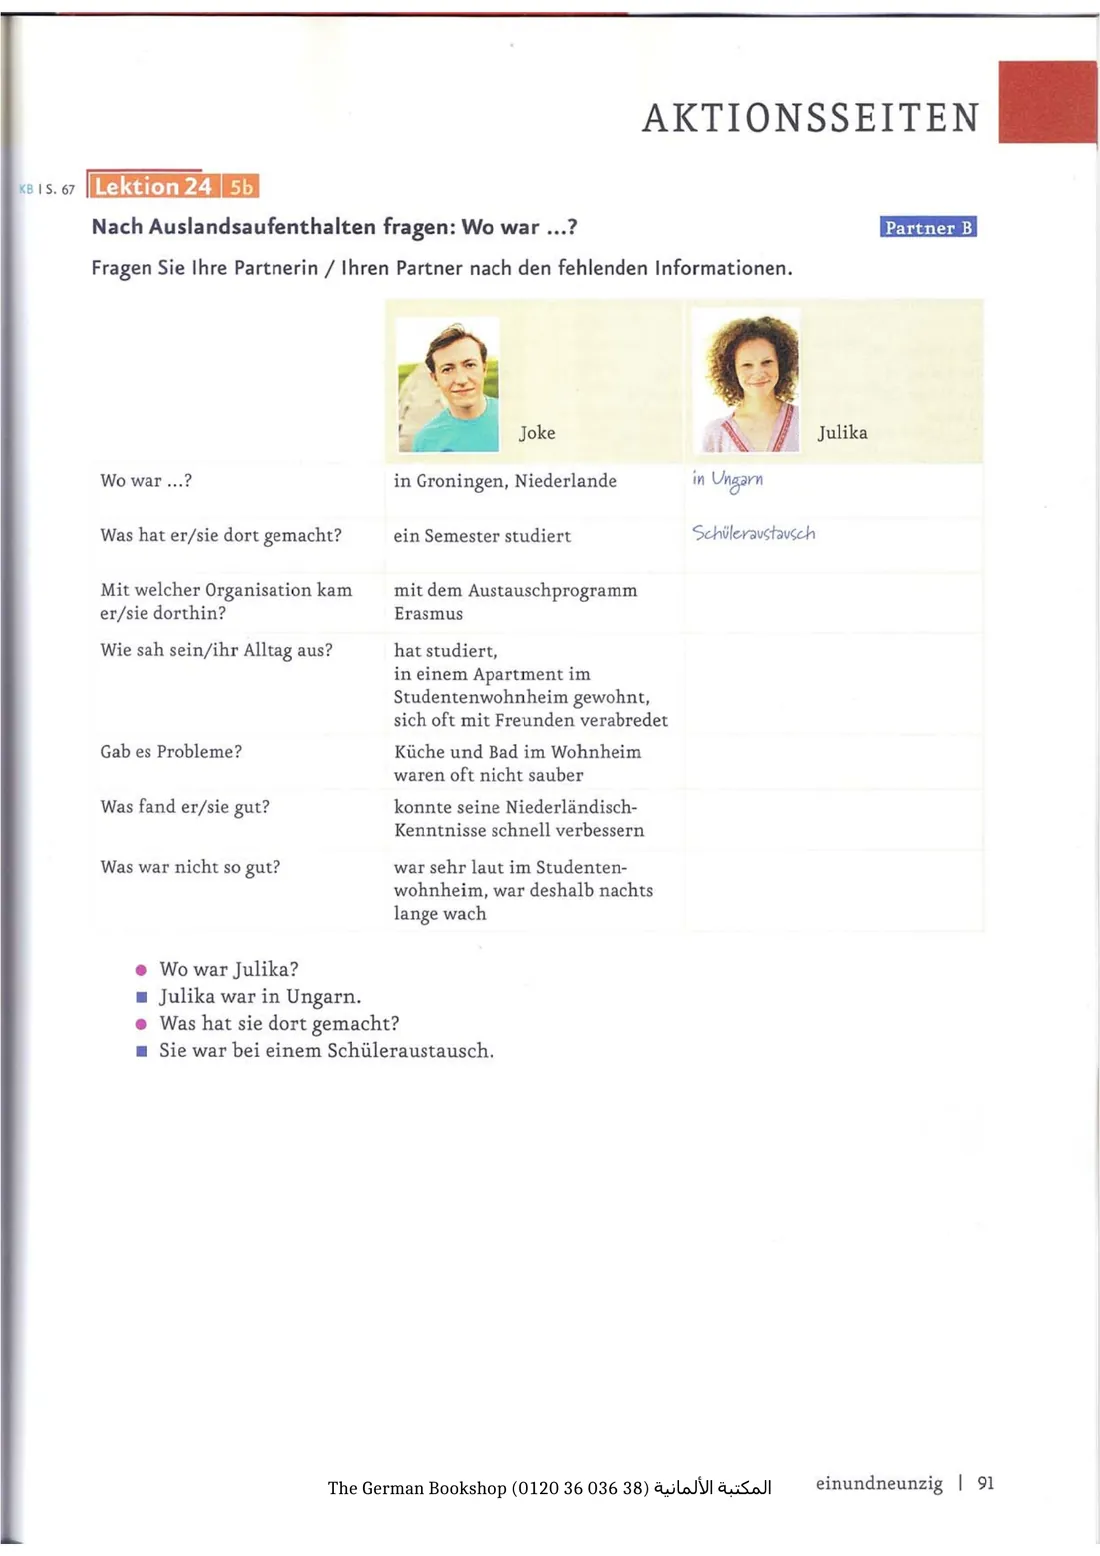 AKTIONSSEITEN
KB | S. 67 Lektion 24 5b
Nach Auslandsaufenthalten fragen: Wo war ...?
Partner B
Fragen Sie Ihre Partnerin / Ihren Partner nach den fehlenden Informationen.
Joke
Julika
Wo war ...?
in Groningen, Niederlande
in Ungarn
Was hat er/sie dort gemacht?
ein Semester studiert
Schüleraustausch
Mit welcher Organisation kam
er/sie dorthin?
mit dem Austauschprogramm
Erasmus
Wie sah sein/ihr Alltag aus?
hat studiert,
in einem Apartment im
Studentenwohnheim gewohnt,
sich oft mit Freunden verabredet
Gab es Probleme?
Küche und Bad im Wohnheim
waren oft nicht sauber
Was fand er/sie gut?
konnte seine Niederländisch-
Kenntnisse schnell verbessern
Was war nicht so gut?
war sehr laut im Studenten-
wohnheim, war deshalb nachts
lange wach
Wo war Julika?
Julika war in Ungarn.
Was hat sie dort gemacht?
Sie war bei einem Schüleraustausch.
The German Bookshop (0120 36 036 38) المكتبة الألمانية
einundneunzig | 91